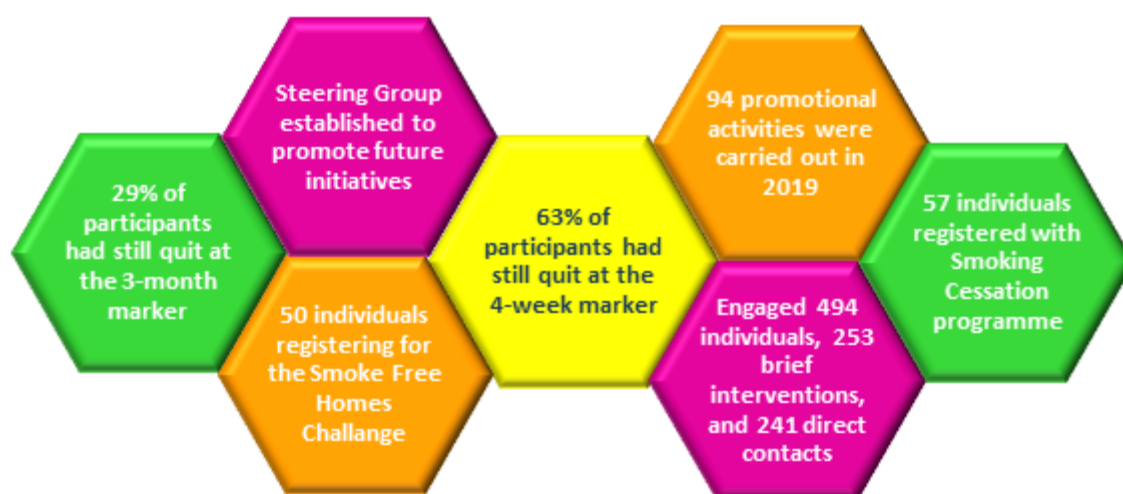 29% of
participants
had still quit at
the 3-month
marker
Steering Group
established to
promote future
initiatives
50 individuals
registering for
the Smoke Free
Homes
Challange
63% of
participants had
still quit at the
4-week marker
94 promotional
activities were
carried out in
2019
Engaged 494
individuals, 253
brief
interventions,
and 241 direct
contacts
57 individuals
registered with
Smoking
Cessation
programme